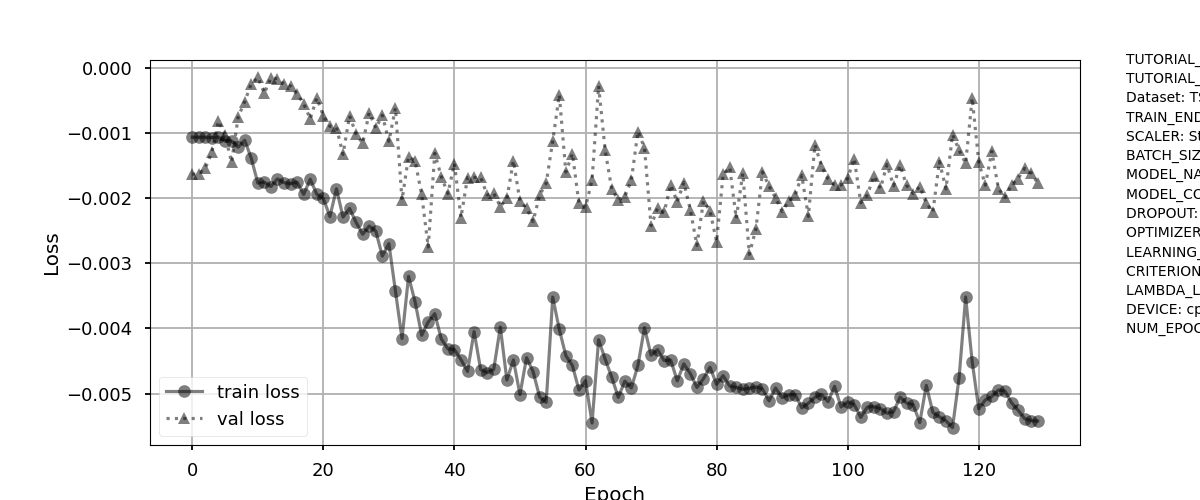 0.000
−0.001
−0.002
−0.003
−0.004
−0.005
Loss
train loss
val loss
0 20 40 60 80 100 120
Epoch
TUTORIAL_
TUTORIAL_
Dataset: T
TRAIN_END
SCALER: St
BATCH_SIZ
MODEL_NA
MODEL_CO
DROPOUT:
OPTIMIZER
LEARNING_
CRITERION
LAMBDA_L
DEVICE: cp
NUM_EPOC